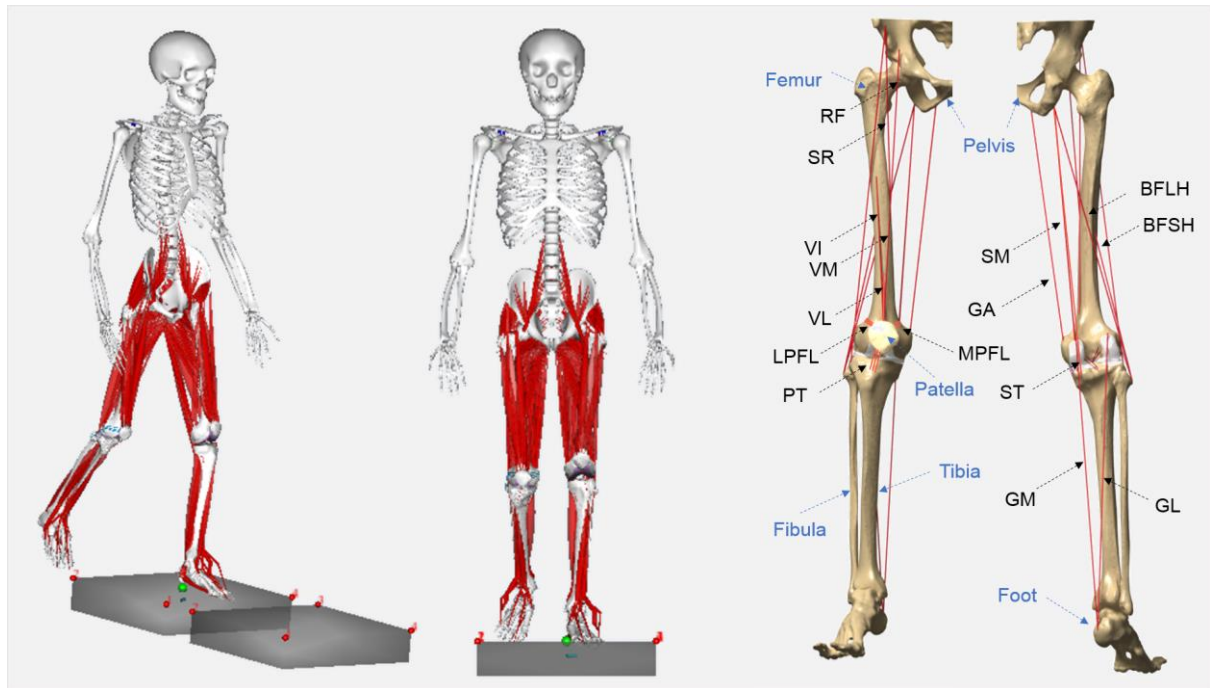 Femur
RF
SR
Pelvis
BFLH
BFSH
VI
VM
SM
GA
VL
LPFL
MPFL
PT
Patella
ST
Tibia
Fibula
GM
GL
Foot